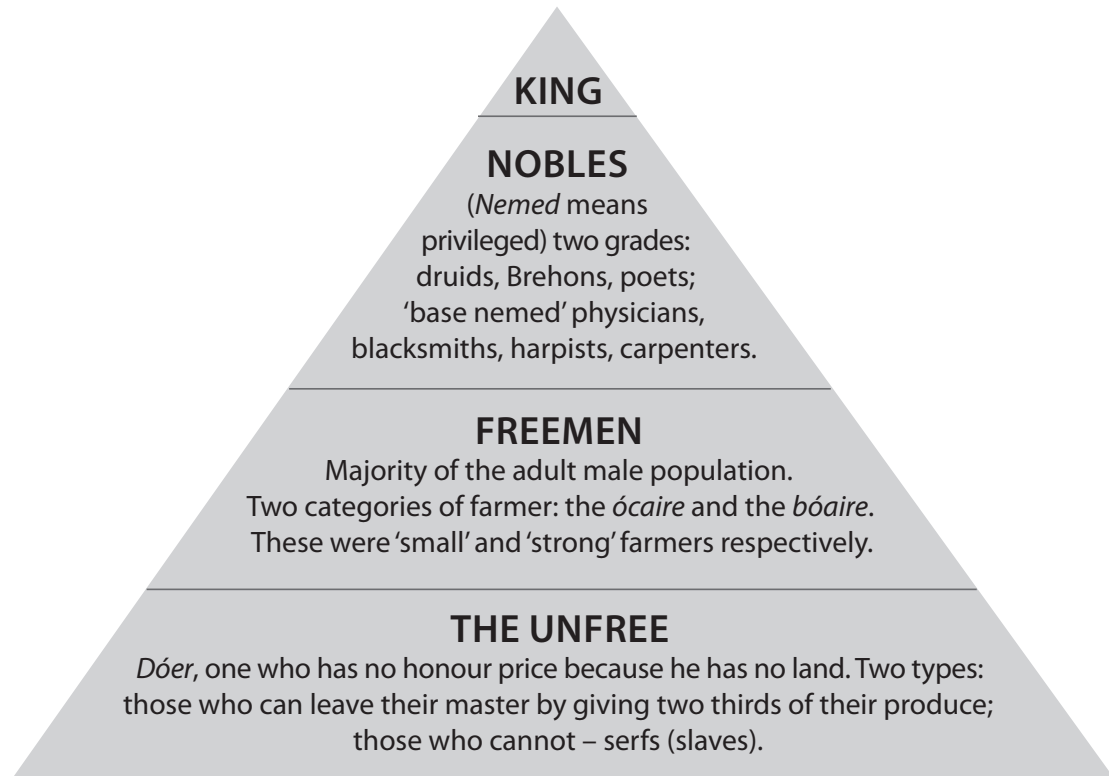 KING
NOBLES
(Nemed means
privileged) two grades:
druids, Brehons, poets;
‘base nemed’ physicians,
blacksmiths, harpists, carpenters.
FREEMEN
Majority of the adult male population.
Two categories of farmer: the ócaire and the bóaire.
These were ‘small’ and ‘strong’ farmers respectively.
THE UNFREE
Dóer, one who has no honour price because he has no land. Two types:
those who can leave their master by giving two thirds of their produce;
those who cannot – serfs (slaves).